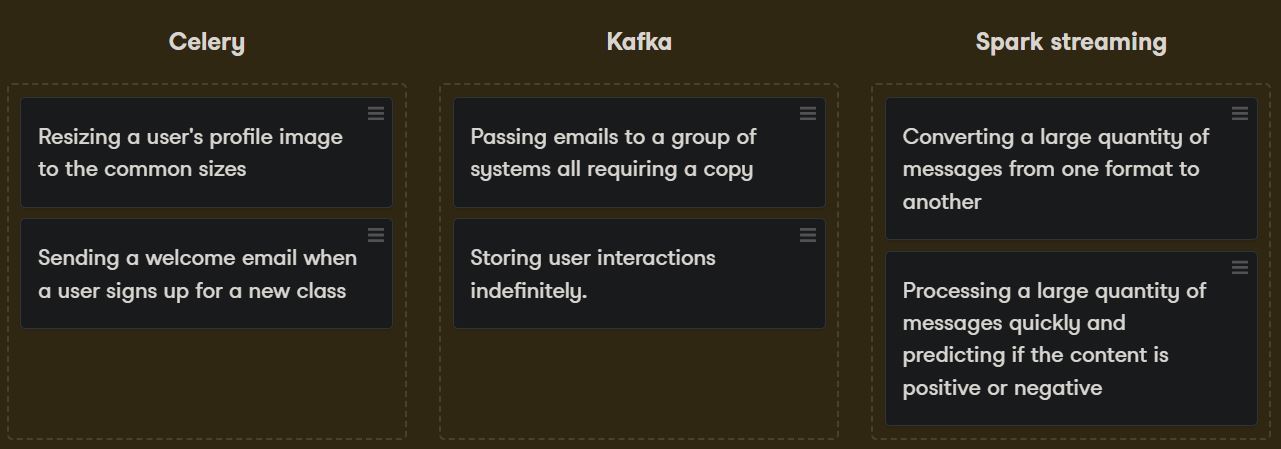 Celery
Resizing a user's profile image
to the common sizes
Sending a welcome email when
a user signs up for a new class
Kafka
Passing emails to a group of
systems all requiring a copy
Storing user interactions
indefinitely.
Spark streaming
Converting a large quantity of
messages from one format to
another
Processing a large quantity of
messages quickly and
predicting if the content is
positive or negative